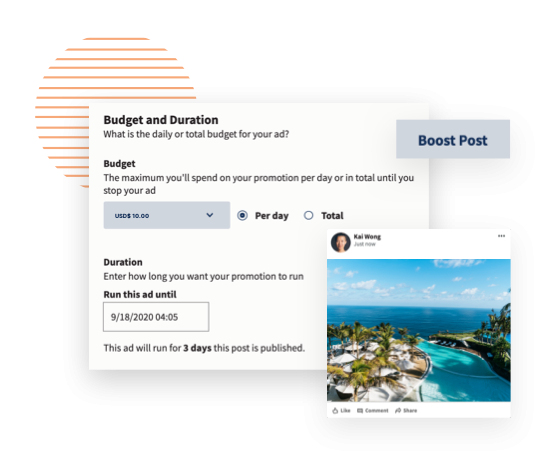 Budget and Duration
What is the daily or total budget for your ad?
Boost Post
Budget
The maximum you'll spend on your promotion per day or in total until you
stop your ad
USD$ 10.00
Per day
Total
Kai Wong
Just now
Duration
Enter how long you want your promotion to run
Run this ad until
9/18/2020 04:05
This ad will run for 3 days this post is published.
Like Comment Share